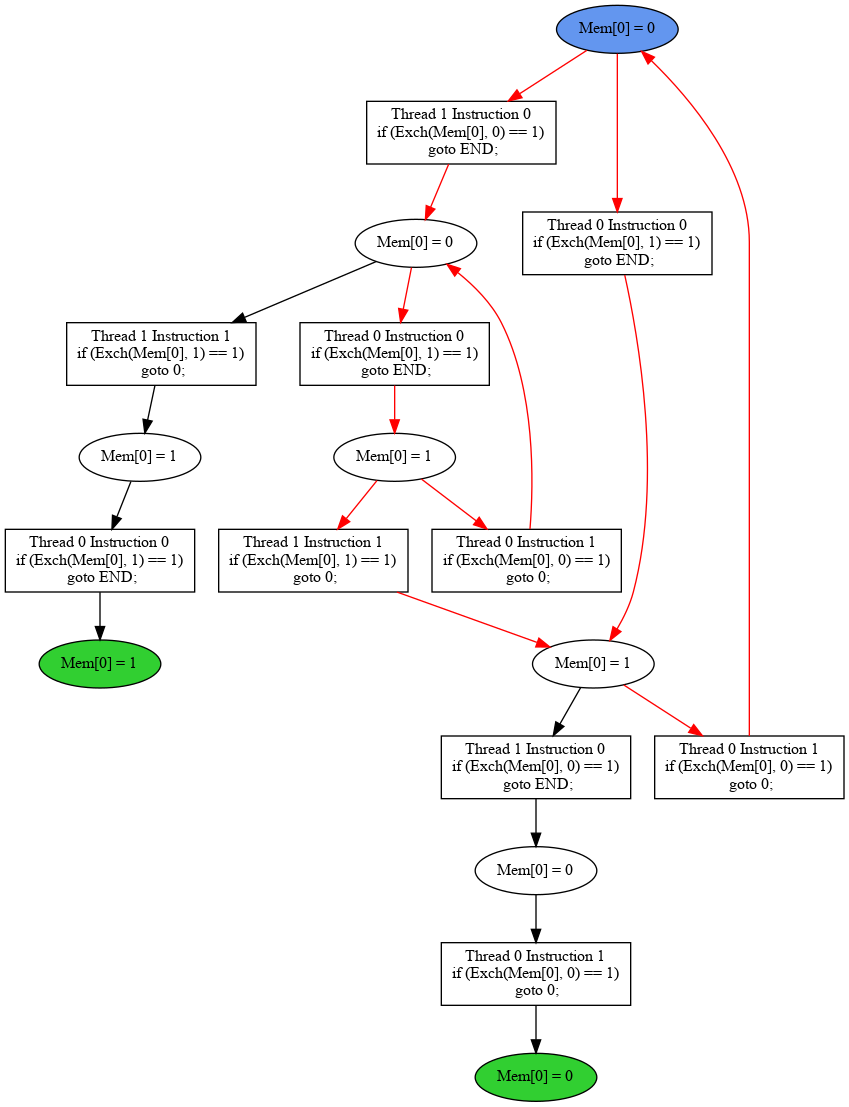 Mem[0] = 0
Thread 1 Instruction 0
if (Exch(Mem[0], 0) == 1)
goto END;
Mem[0] = 0
Thread 0 Instruction 0
if (Exch(Mem[0], 1) == 1)
goto END;
Thread 1 Instruction 1
if (Exch(Mem[0], 1) == 1)
goto 0;
Thread 0 Instruction 0
if (Exch(Mem[0], 1) == 1)
goto END;
Mem[0] = 1
Mem[0] = 1
Thread 0 Instruction 0
if (Exch(Mem[0], 1) == 1)
goto END;
Thread 1 Instruction 1
if (Exch(Mem[0], 1) == 1)
goto 0;
Thread 0 Instruction 1
if (Exch(Mem[0], 0) == 1)
goto 0;
Mem[0] = 1
Mem[0] = 1
Thread 1 Instruction 0
if (Exch(Mem[0], 0) == 1)
goto END;
Thread 0 Instruction 1
if (Exch(Mem[0], 0) == 1)
goto 0;
Mem[0] = 0
Thread 0 Instruction 1
if (Exch(Mem[0], 0) == 1)
goto 0;
Mem[0] = 0